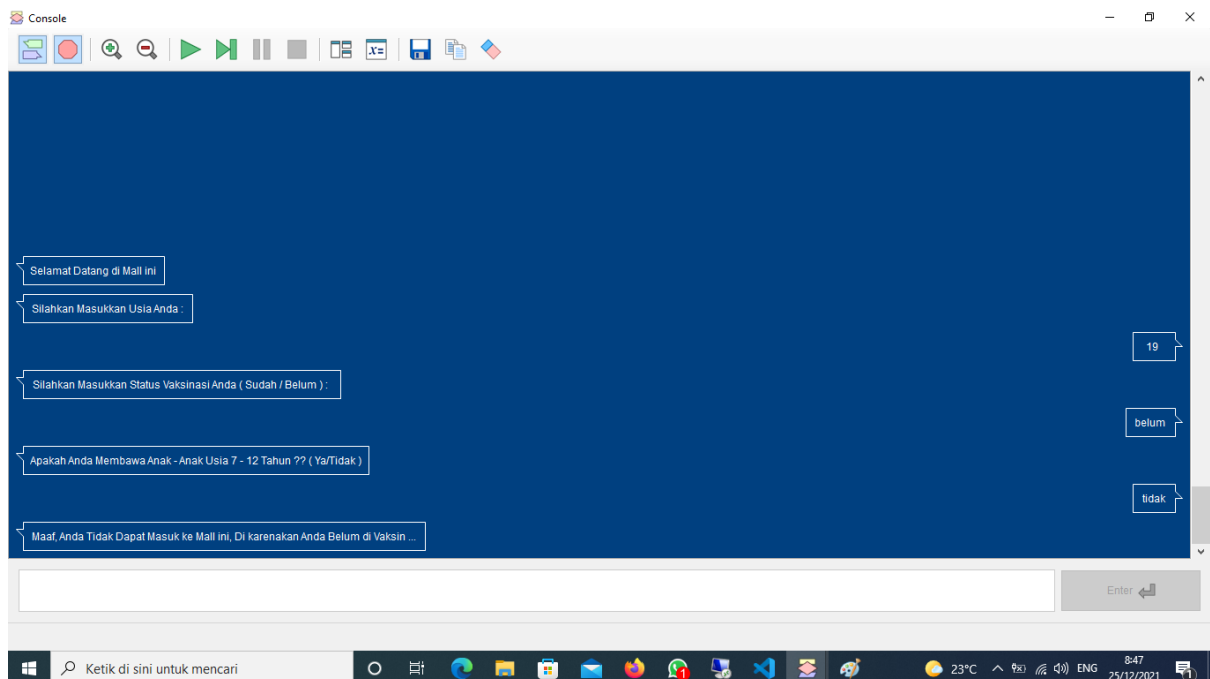 Console
x=
Selamat Datang di Mall ini
Silahkan Masukkan Usia Anda :
19
Silahkan Masukkan Status Vaksinasi Anda ( Sudah / Belum ) :
belum
Apakah Anda Membawa Anak - Anak Usia 7 - 12 Tahun ?? ( Ya/Tidak )
tidak
Maaf, Anda Tidak Dapat Masuk ke Mall ini, Di karenakan Anda Belum di Vaksin ...
Enter
Ketik di sini untuk mencari
23°C
ENG
8:47
25/12/2021